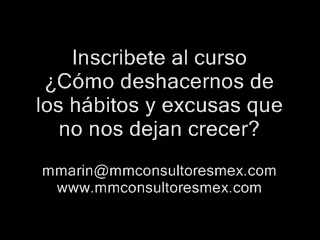 Inscribete al curso
¿Cómo deshacernos de
los hábitos y excusas que
no nos dejan crecer?
mmarin@mmconsultoresmex.com
www.mmconsultoresmex.com